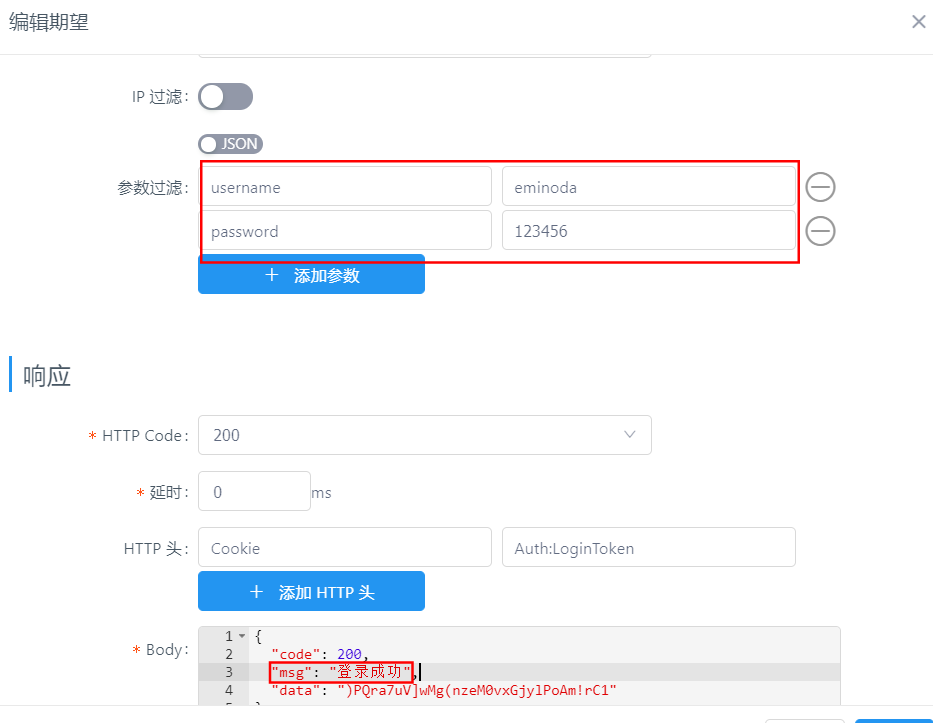 编辑期望
IP 过滤:
JSON
参数过滤: username eminoda
password 123456
添加参数
响应
* HTTP Code: 200
* 延时: 0 ms
HTTP 头: Cookie Auth:LoginToken
添加 HTTP 头
* Body: 1 {
2 "code": 200,
3 "msg": "登录成功",
4 "data": ")PQra7uV]wMg(nzeM0vxGjylPoAm!rC1"